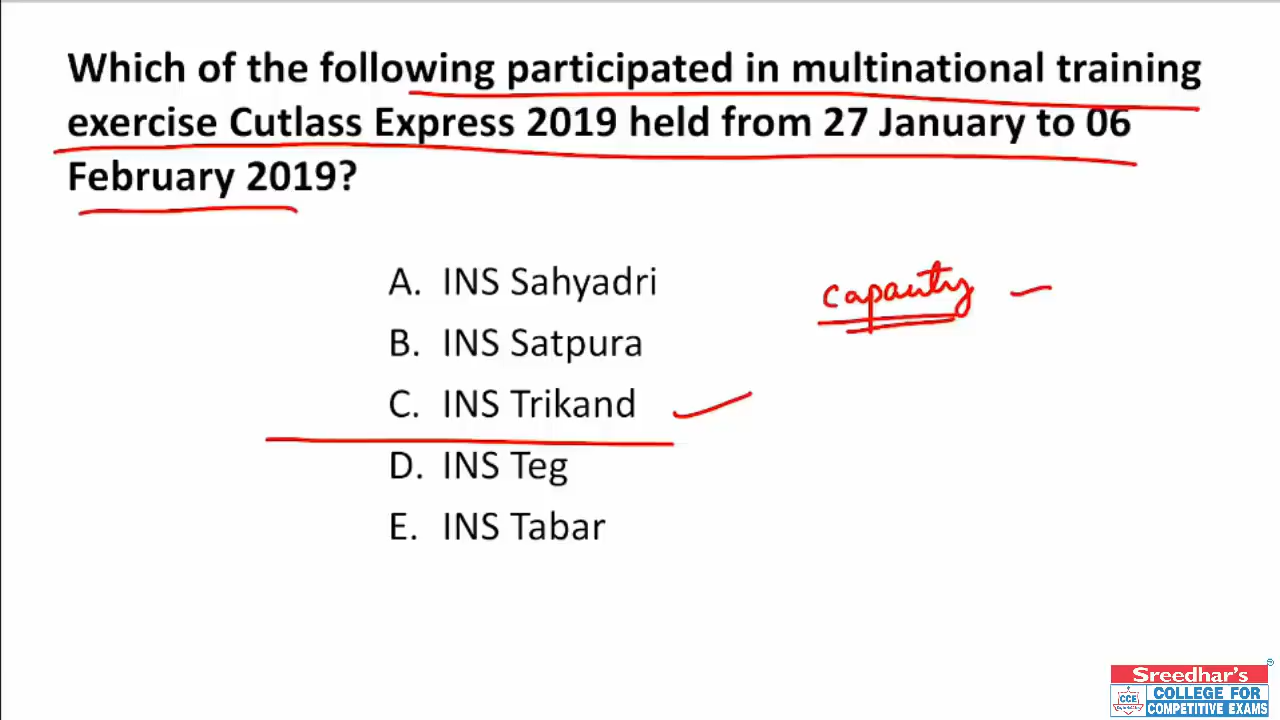 Which of the following participated in multinational training
exercise Cutlass Express 2019 held from 27 January to 06
February 2019?
A. INS Sahyadri
capacity –
B. INS Satpura
C. INS Trikand
D. INS Teg
E. INS Tabar
Sreedhar's
CCE
COLLEGE FOR
COMPETITIVE EXAMS